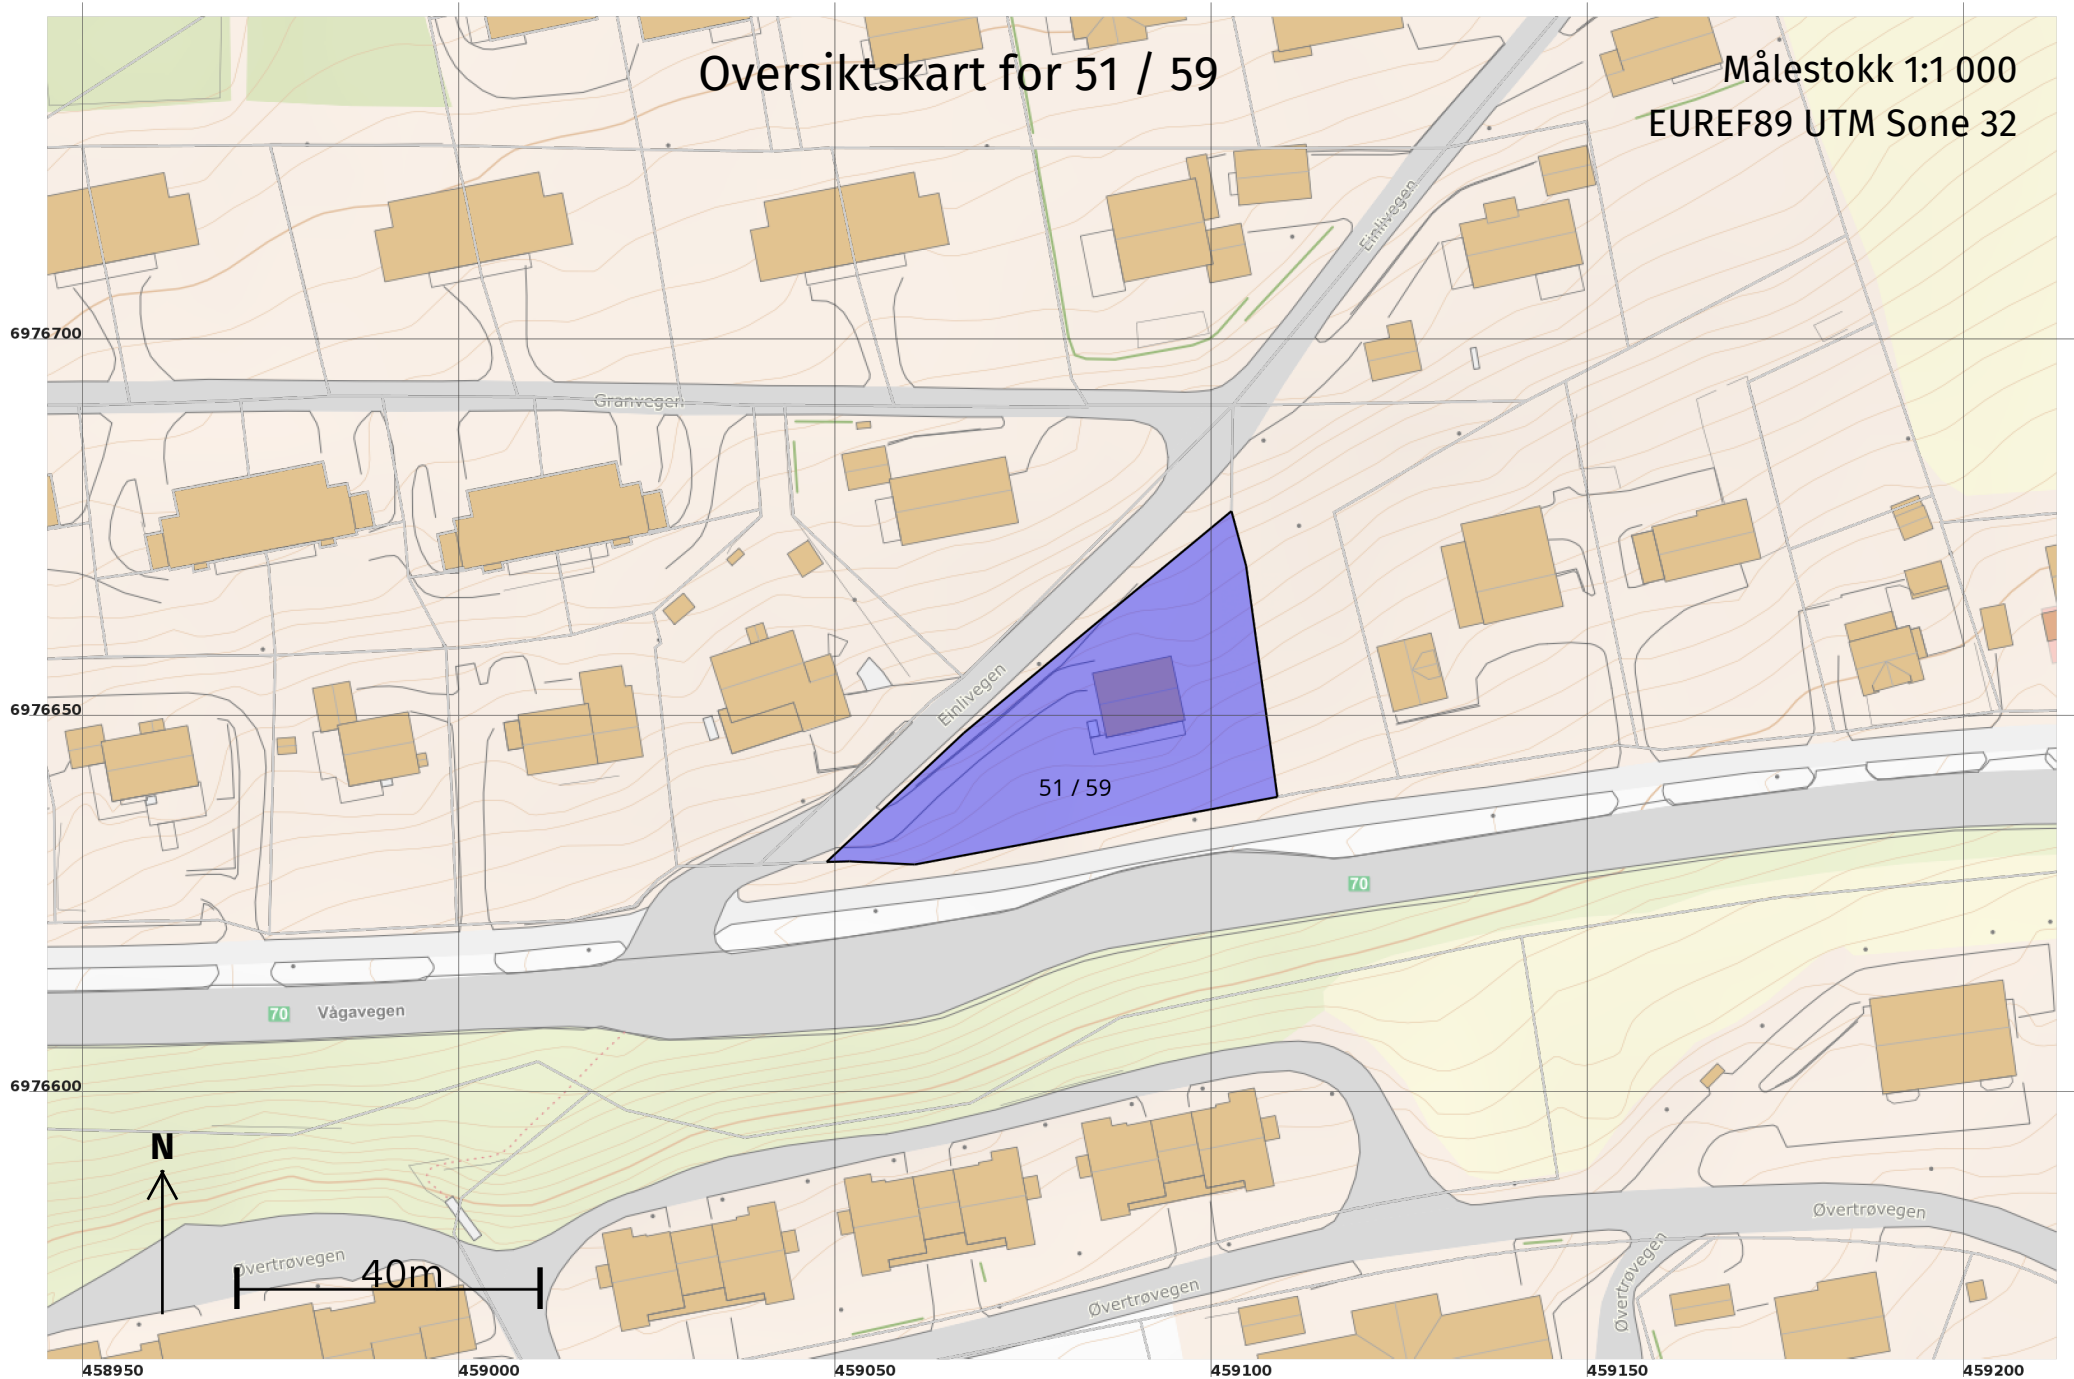 Oversiktskart for 51 / 59
Målestokk 1:1 000
EUREF89 UTM Sone 32
Einlivegen
6976700
Granvegen
Einlivegen
6976650
51 / 59
70
70
Vågavegen
6976600
N
Øvertrøvegen
40m
Øvertrøvegen
Øvertrøvegen
Øvertrøvegen
458950
459000
459050
459100
459150
459200